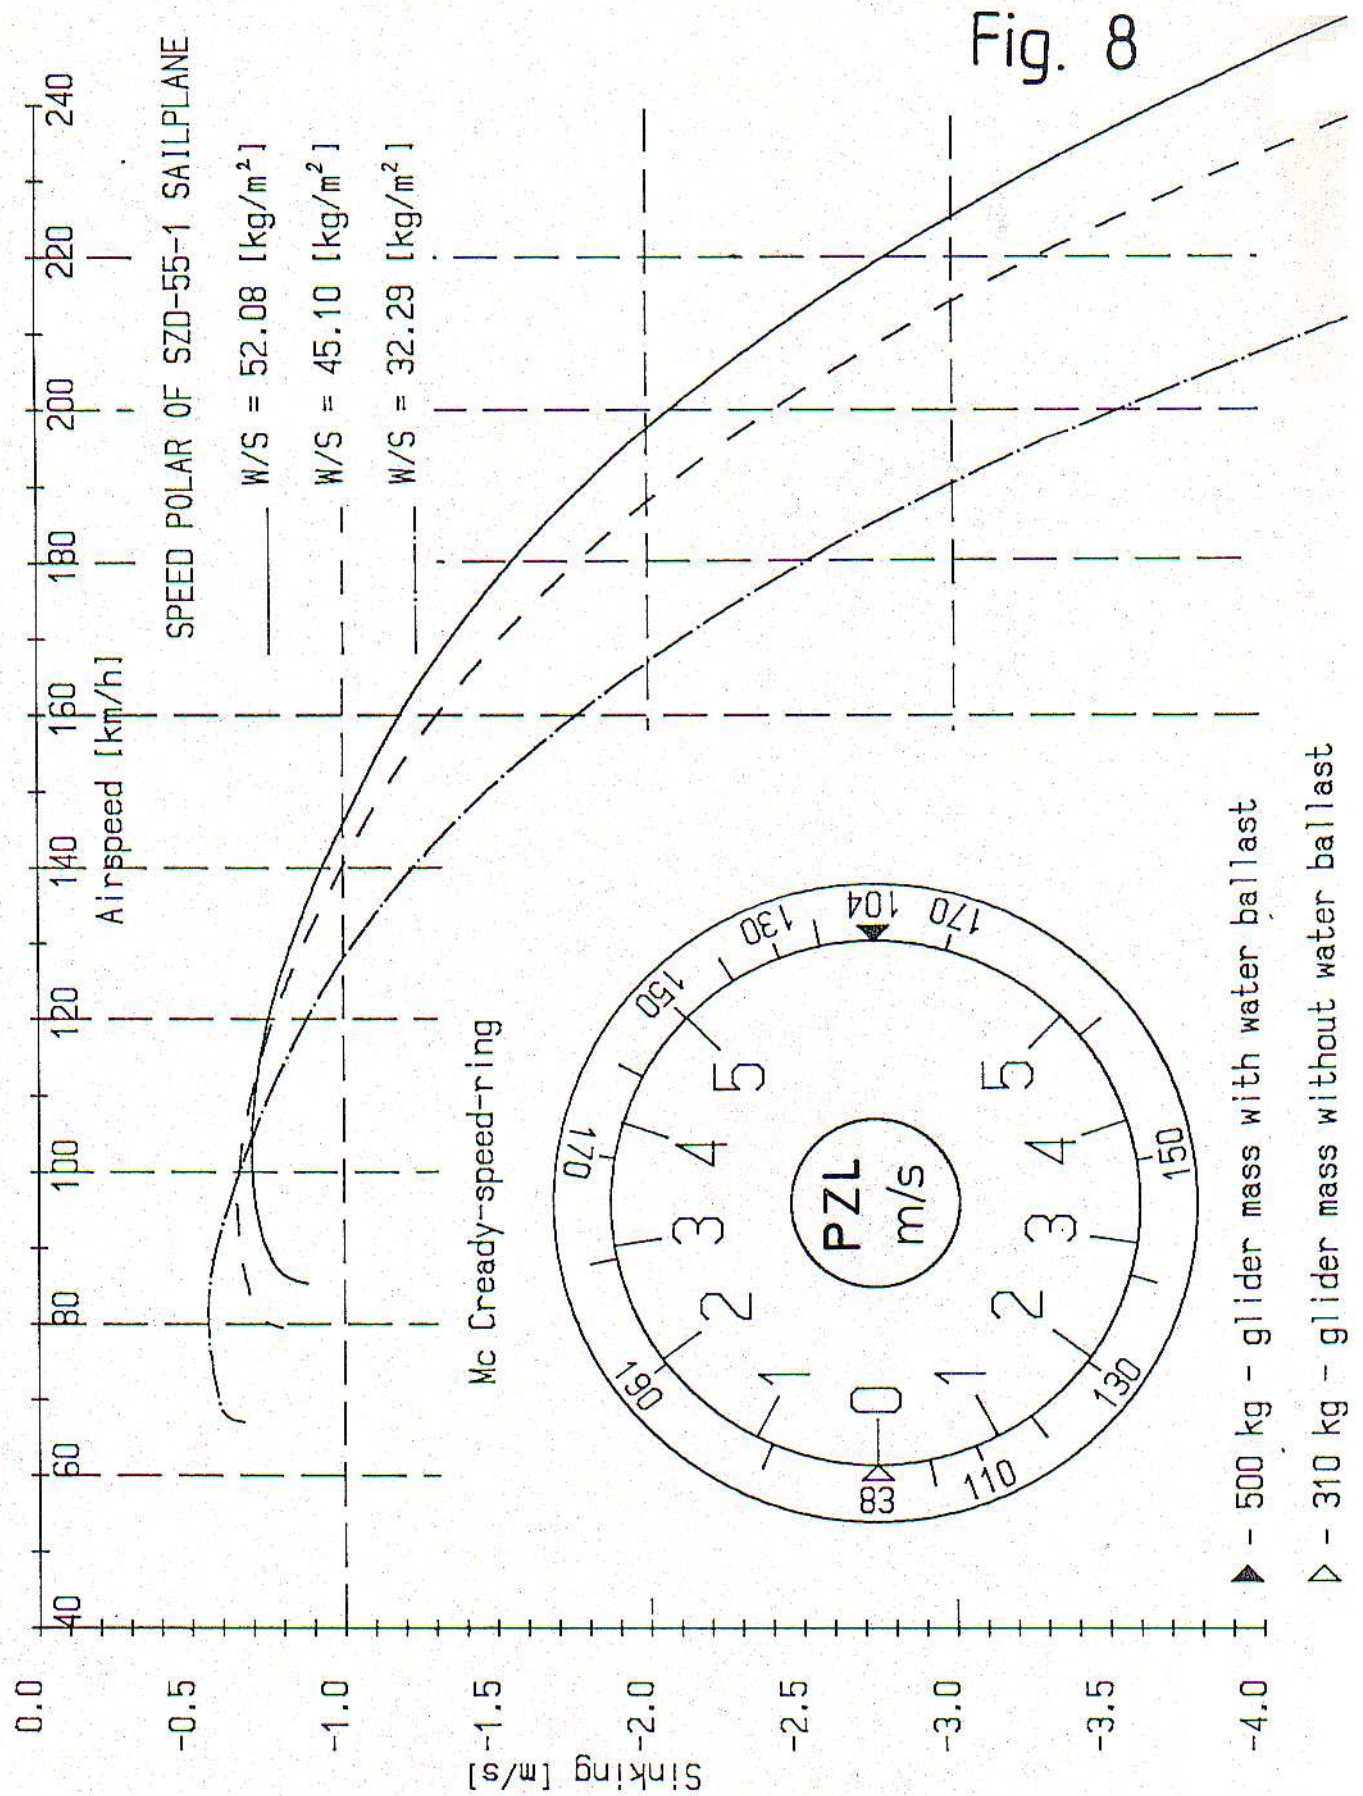 Fig. 8
40 60 80 100 120 140 160 180 200 220 240
Airspeed [km/h]
SPEED POLAR OF SZD-55-1 SAILPLANE
W/S = 52.08 [kg/m²]
W/S = 45.10 [kg/m²]
W/S = 32.29 [kg/m²]
0.0
-0.5
-1.0
-1.5
-2.0
-2.5
-3.0
-3.5
-4.0
Sinking [m/s]
Mc Cready-speed-ring
83
190
170
150
130
104
170
150
130
110
0
1
2
3
4
5
5
4
3
2
1
PZL
m/s
- 500 kg - glider mass with water ballast
- 310 kg - glider mass without water ballast